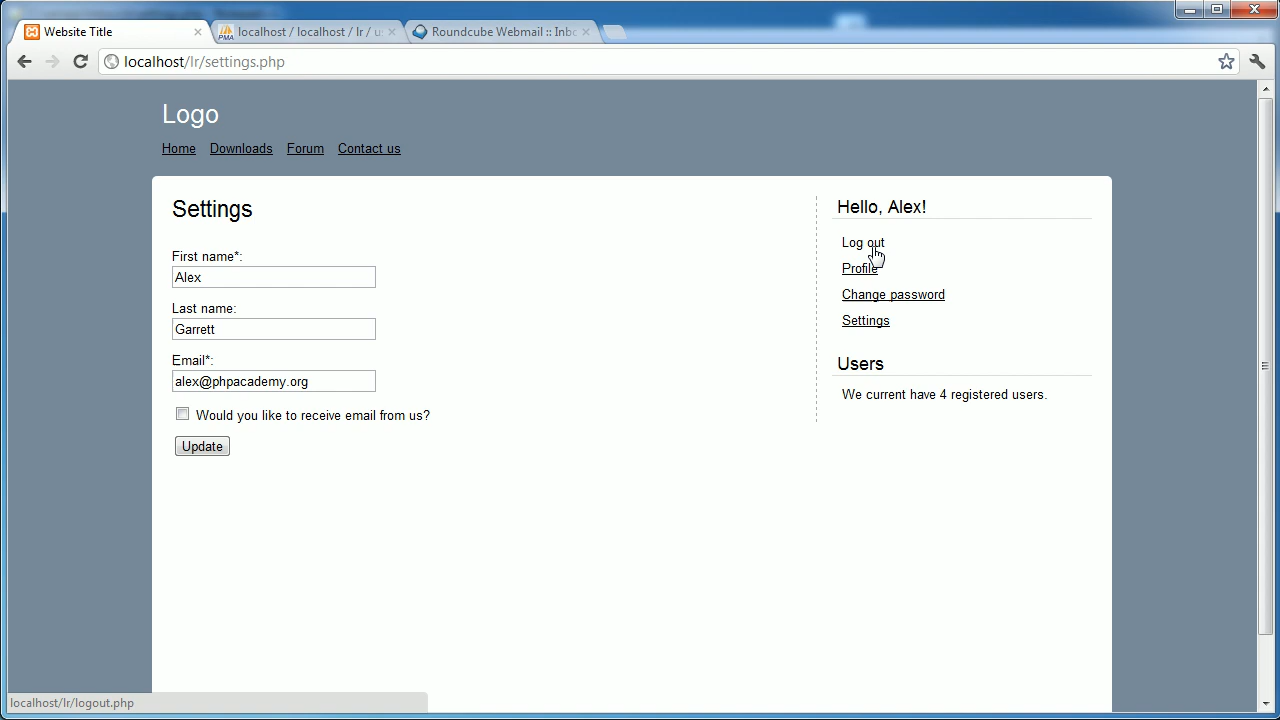 Website Title
localhost / localhost / lr / u
Roundcube Webmail :: Inbo
localhost/lr/settings.php
Logo
Home Downloads Forum Contact us
Settings
First name*:
Alex
Last name:
Garrett
Email*:
alex@phpacademy.org
Would you like to receive email from us?
Update
Hello, Alex!
Log out
Profile
Change password
Settings
Users
We current have 4 registered users.
localhost/lr/logout.php